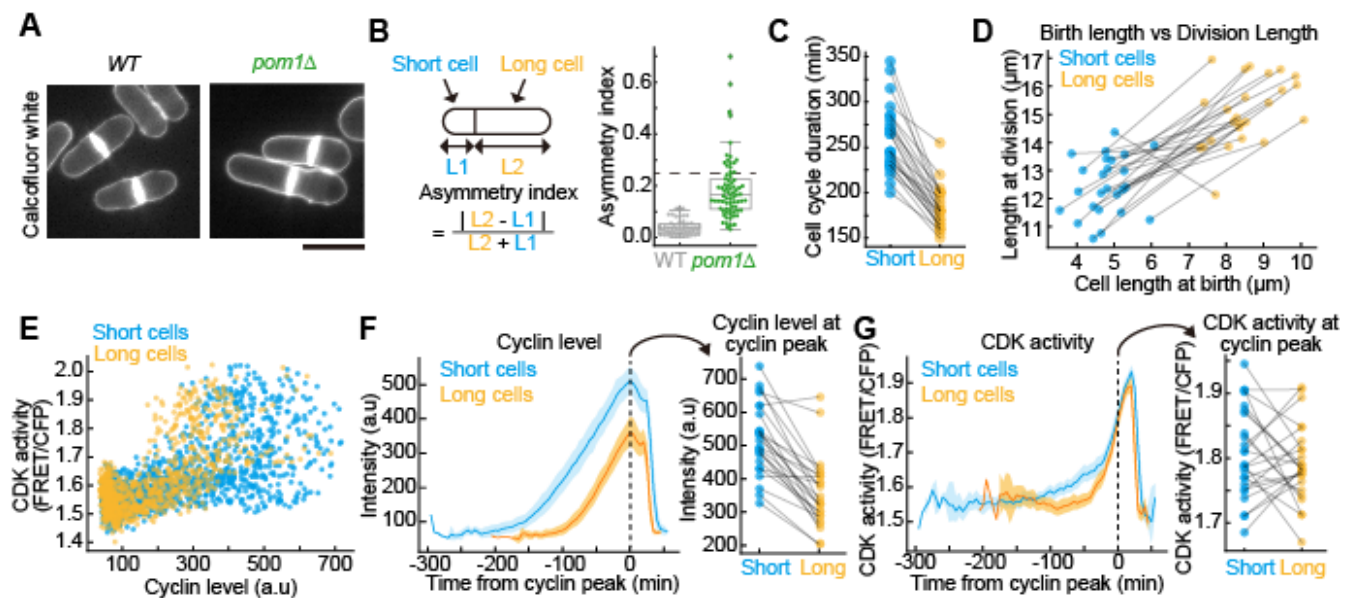 A
WT
pom1Δ
Calcofluor white
B
Short cell
Long cell
L1
L2
Asymmetry index
= | L2 - L1 |
L2 + L1
Asymmetry index
0.8
0.6
0.4
0.2
0.0
WT pom1Δ
C
Cell cycle duration (min)
350
300
250
200
150
Short Long
D
Birth length vs Division Length
Short cells
Long cells
Length at division (μm)
17
16
15
14
13
12
11
4 5 6 7 8 9 10
Cell length at birth (μm)
E
Short cells
Long cells
CDK activity
(FRET/CFP)
2.0
1.9
1.8
1.7
1.6
1.5
1.4
100 200 300 400 500 600 700
Cyclin level (a.u)
F
Cyclin level
Short cells
Long cells
Intensity (a.u)
500
400
300
200
100
-300 -200 -100 0
Time from cyclin peak (min)
Cyclin level at
cyclin peak
Intensity (a.u)
700
600
500
400
300
200
Short Long
G
CDK activity
Short cells
Long cells
CDK activity (FRET/CFP)
1.9
1.8
1.7
1.6
1.5
-300 -200 -100 0
Time from cyclin peak (min)
CDK activity at
cyclin peak
CDK activity (FRET/CFP)
1.9
1.8
1.7
Short Long